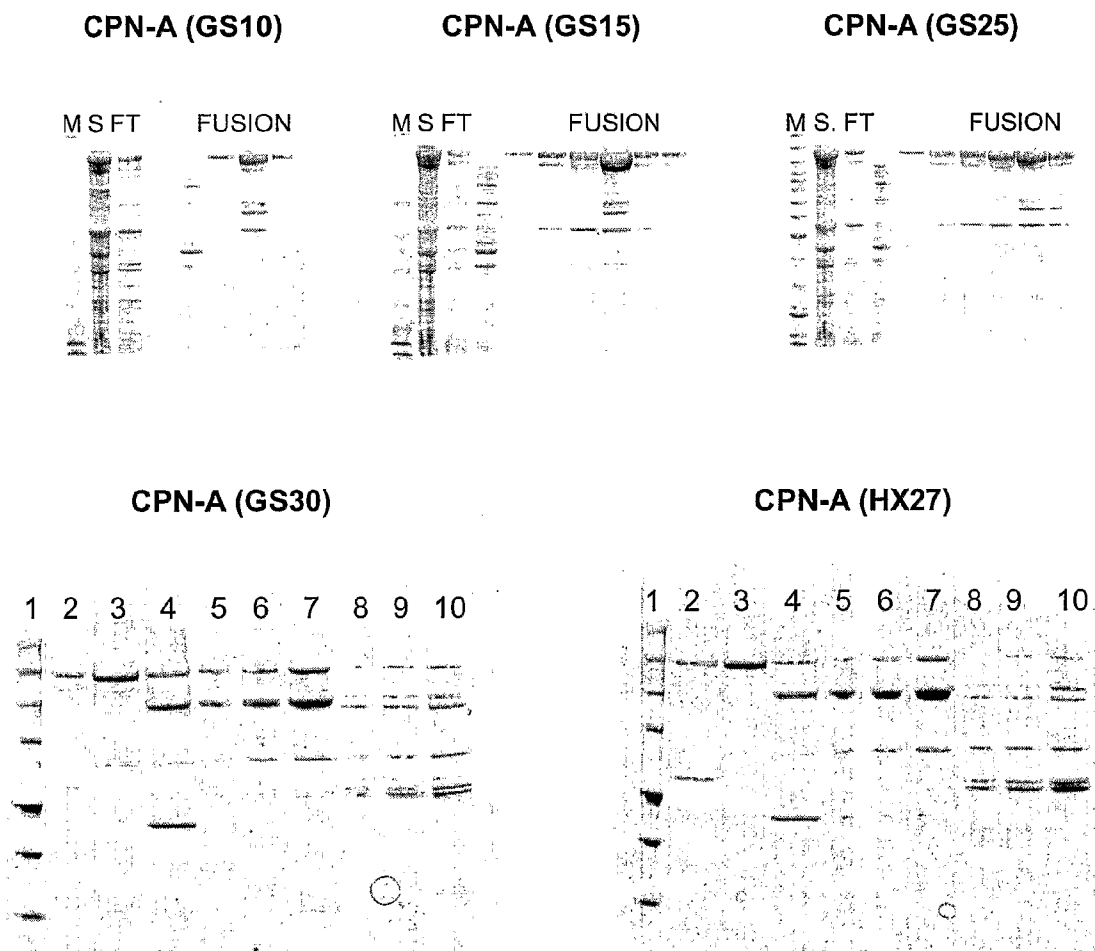 CPN-A (GS10) CPN-A (GS15) CPN-A (GS25)
M S FT FUSION M S FT FUSION M S. FT FUSION
CPN-A (GS30) CPN-A (HX27)
1 2 3 4 5 6 7 8 9 10 1 2 3 4 5 6 7 8 9 10